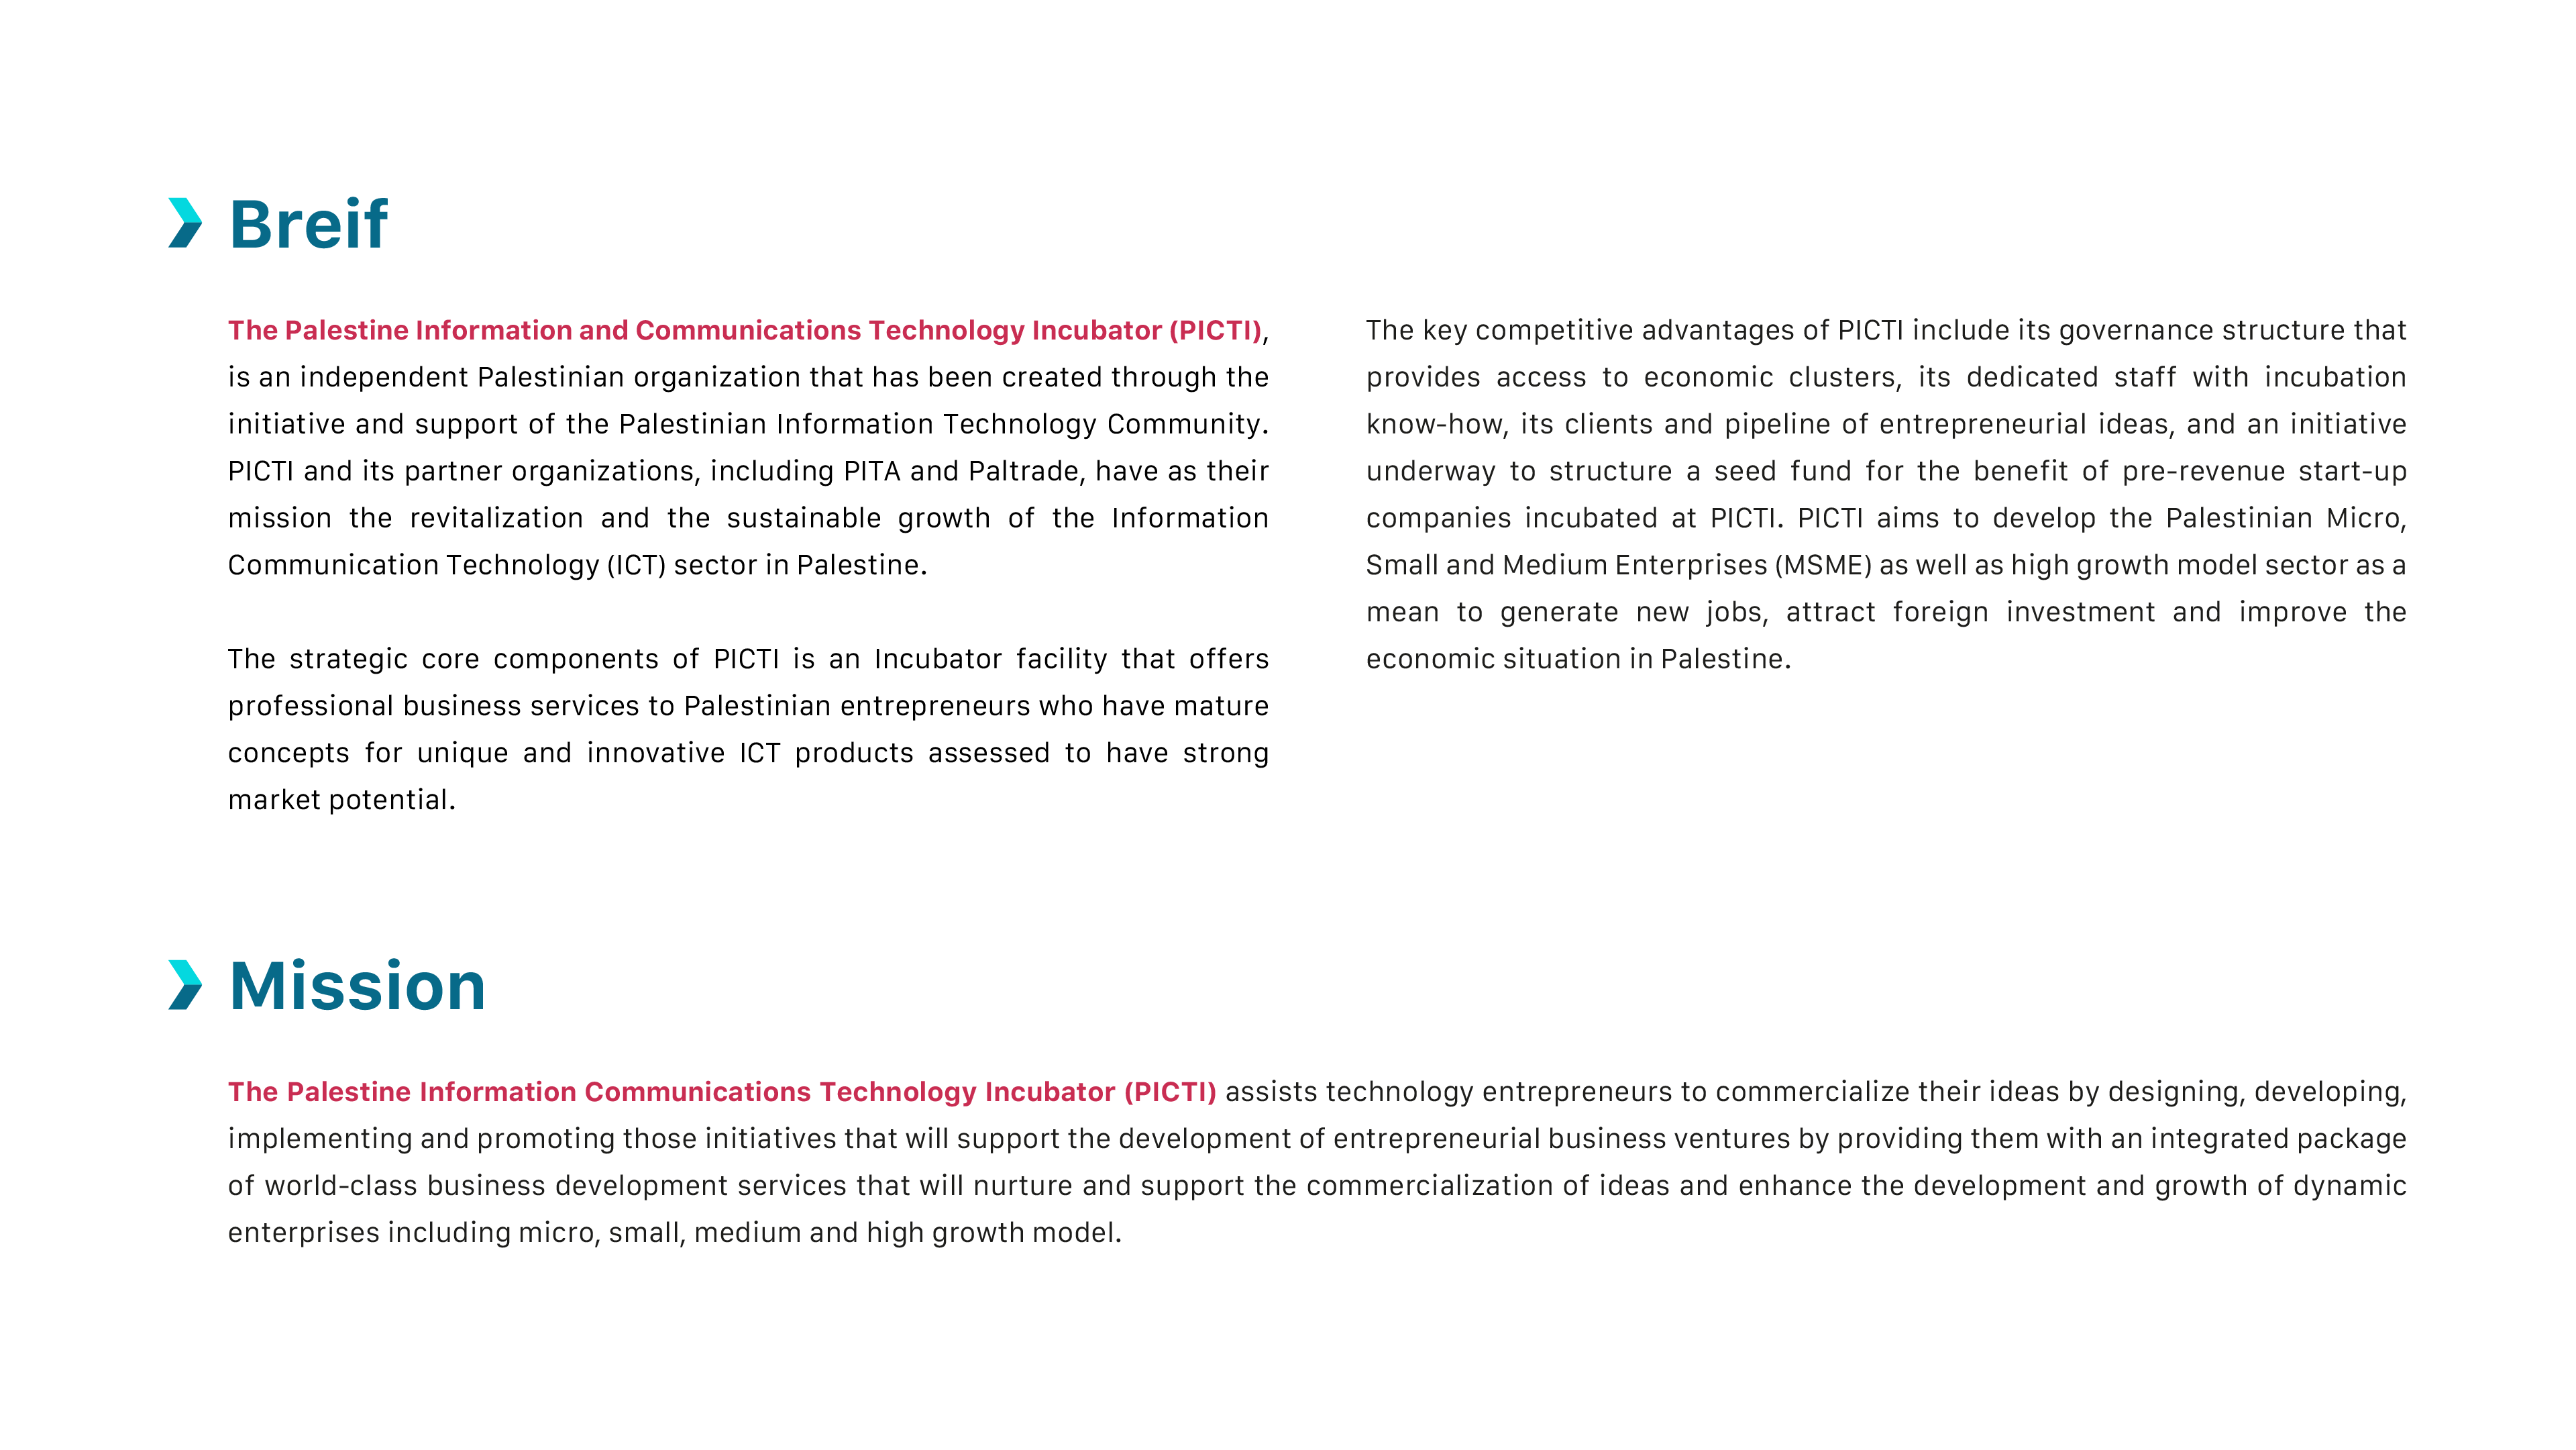 Breif
The Palestine Information and Communications Technology Incubator (PICTI),
is an independent Palestinian organization that has been created through the
initiative and support of the Palestinian Information Technology Community.
PICTI and its partner organizations, including PITA and Paltrade, have as their
mission the revitalization and the sustainable growth of the Information
Communication Technology (ICT) sector in Palestine.
The strategic core components of PICTI is an Incubator facility that offers
professional business services to Palestinian entrepreneurs who have mature
concepts for unique and innovative ICT products assessed to have strong
market potential.
The key competitive advantages of PICTI include its governance structure that
provides access to economic clusters, its dedicated staff with incubation
know-how, its clients and pipeline of entrepreneurial ideas, and an initiative
underway to structure a seed fund for the benefit of pre-revenue start-up
companies incubated at PICTI. PICTI aims to develop the Palestinian Micro,
Small and Medium Enterprises (MSME) as well as high growth model sector as a
mean to generate new jobs, attract foreign investment and improve the
economic situation in Palestine.
Mission
The Palestine Information Communications Technology Incubator (PICTI) assists technology entrepreneurs to commercialize their ideas by designing, developing,
implementing and promoting those initiatives that will support the development of entrepreneurial business ventures by providing them with an integrated package
of world-class business development services that will nurture and support the commercialization of ideas and enhance the development and growth of dynamic
enterprises including micro, small, medium and high growth model.